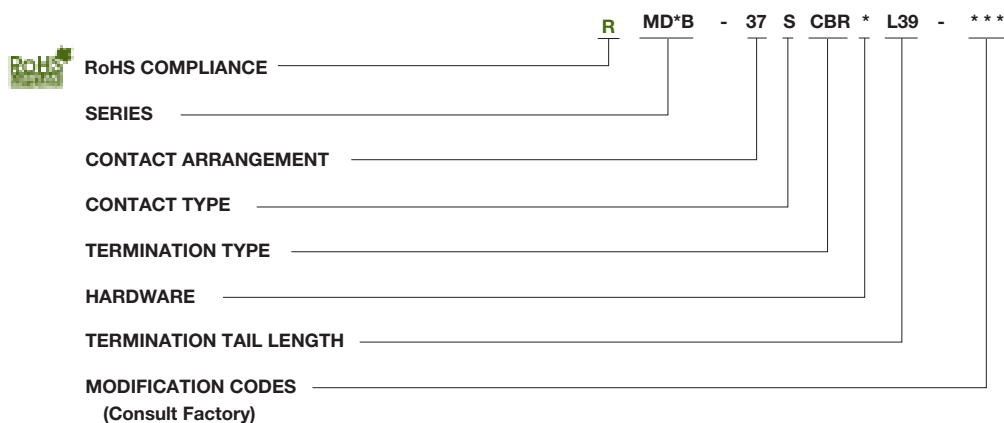 R MD*B - 37 S CBR * L39 - ***
RoHS
RoHS COMPLIANCE
SERIES
CONTACT ARRANGEMENT
CONTACT TYPE
TERMINATION TYPE
HARDWARE
TERMINATION TAIL LENGTH
MODIFICATION CODES
(Consult Factory)